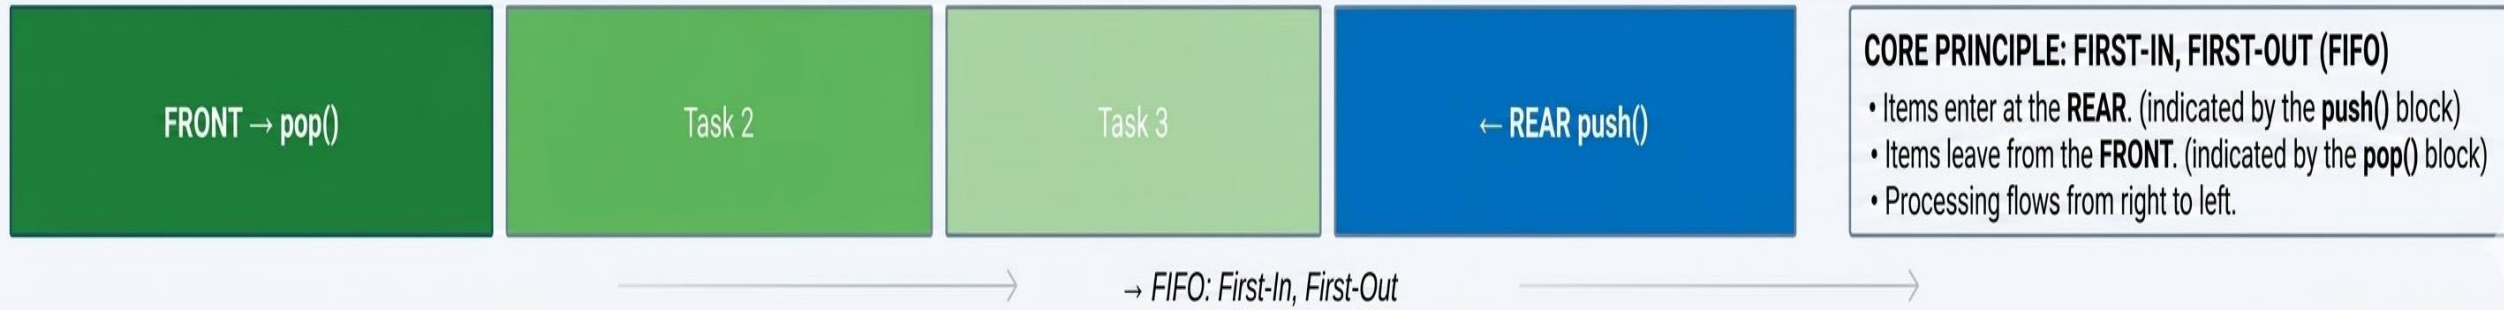 FRONT → pop()
Task 2
Task 3
← REAR push()
CORE PRINCIPLE: FIRST-IN, FIRST-OUT (FIFO)
• Items enter at the REAR. (indicated by the push() block)
• Items leave from the FRONT. (indicated by the pop() block)
• Processing flows from right to left.
→ FIFO: First-In, First-Out